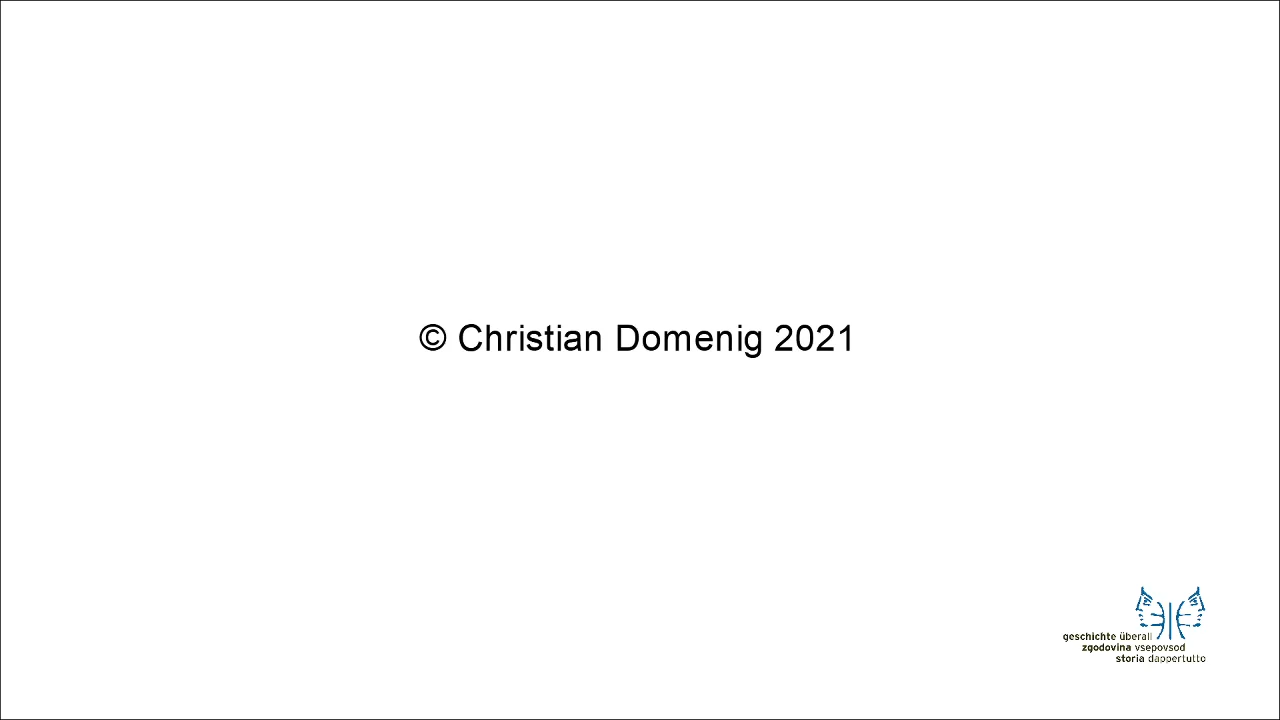 © Christian Domenig 2021
geschichte überall
zgodovina vsepovsod
storia dappertutto